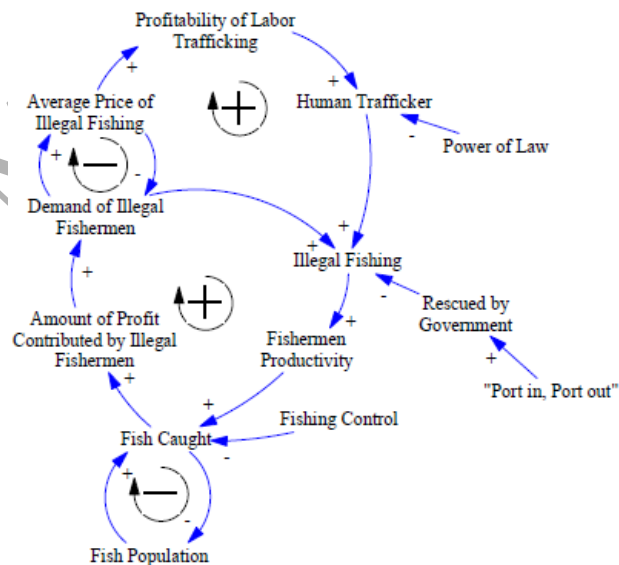 Profitability of Labor
Trafficking
+
+
Average Price of
Illegal Fishing
+
Human Trafficker
-
Power of Law
+
-
Demand of Illegal
Fishermen
+
+
Illegal Fishing
-
+
+
Rescued by
Government
Amount of Profit
Contributed by Illegal
Fishermen
+
Fishermen
Productivity
+
"Port in, Port out"
+
+
Fishing Control
Fish Caught
-
+
-
-
Fish Population